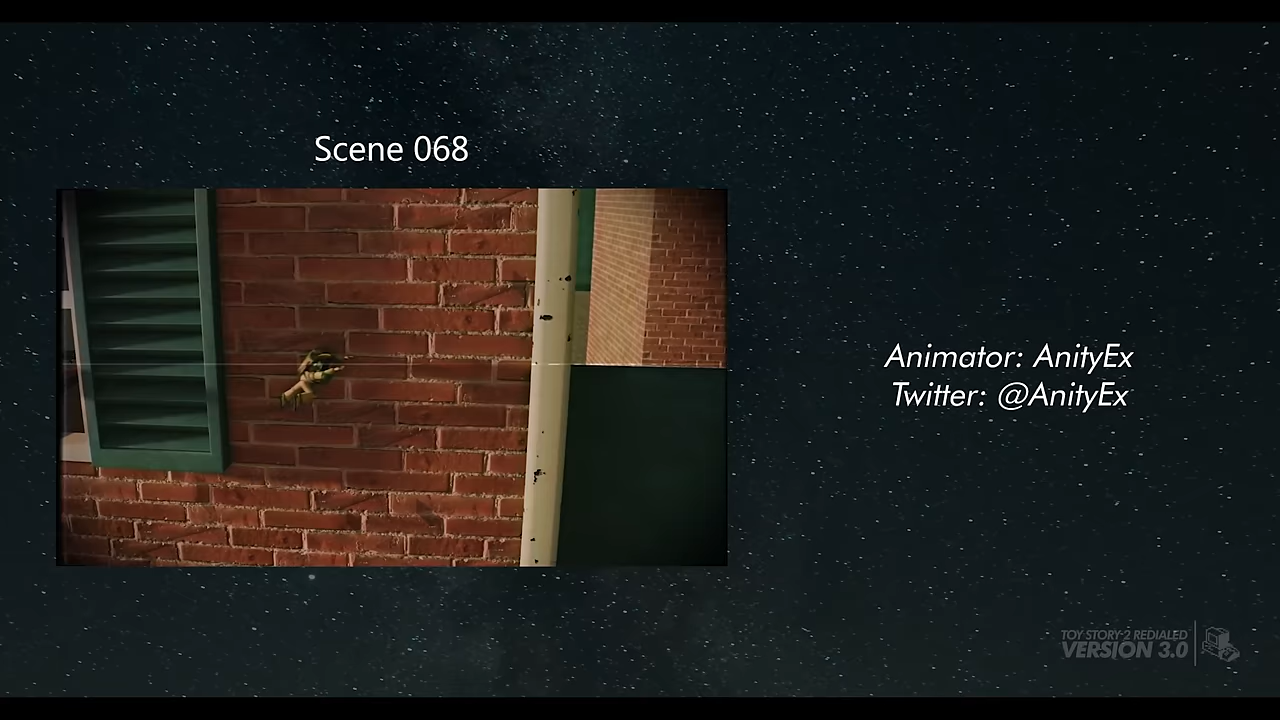 Scene 068
Animator: AnityEx
Twitter: @AnityEx
TOY STORY 2 REDIALED
VERSION 3.0